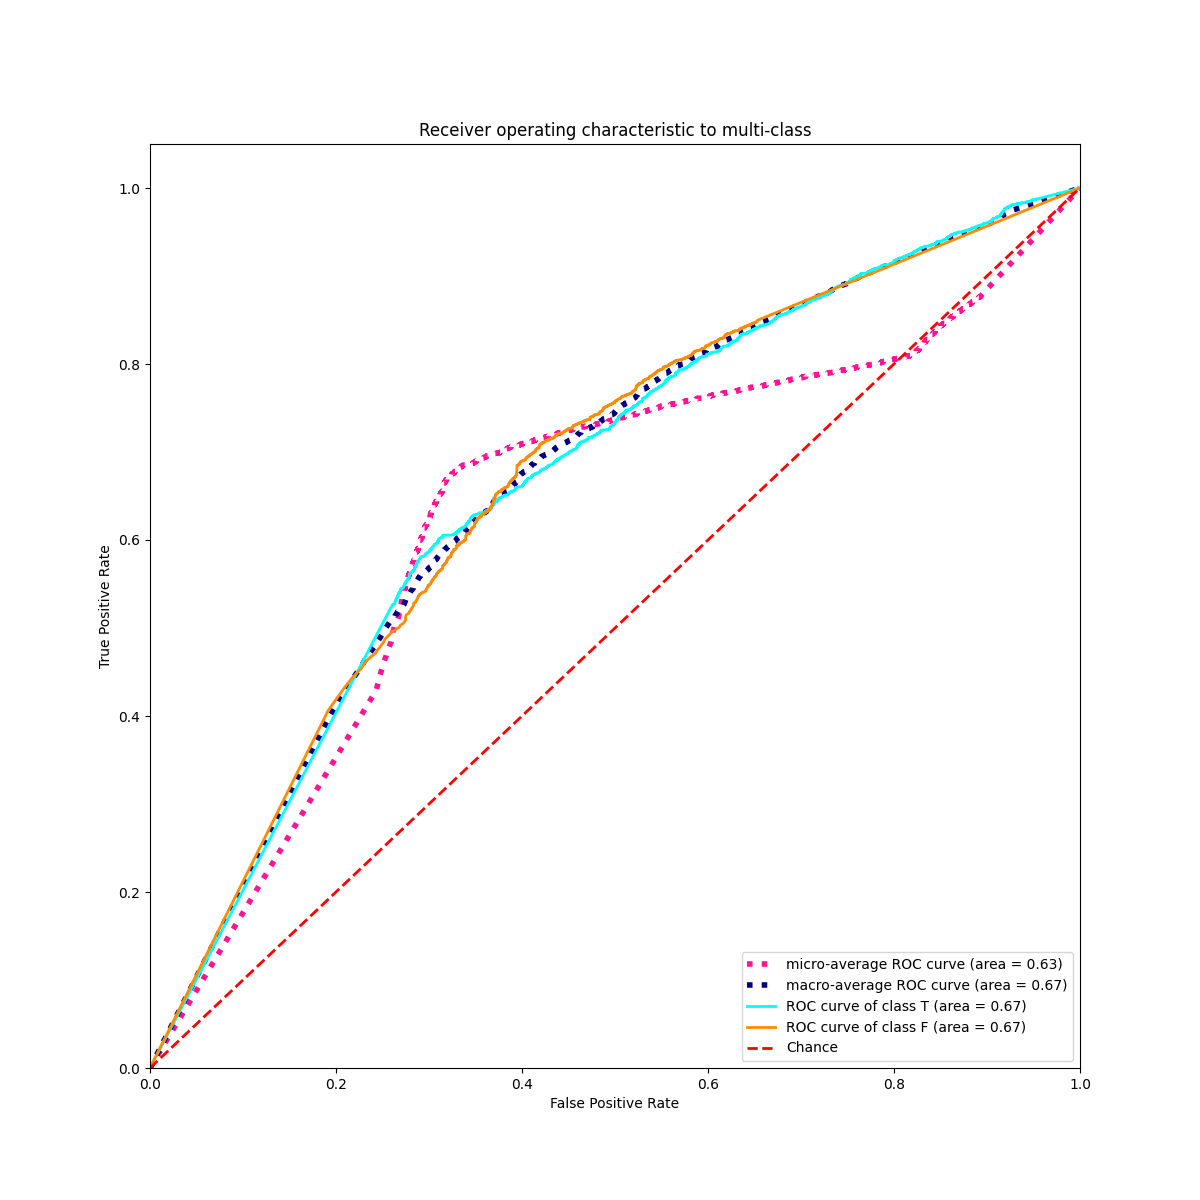 Receiver operating characteristic to multi-class
True Positive Rate
1.0
0.8
0.6
0.4
0.2
0.0
0.0 0.2 0.4 0.6 0.8 1.0
False Positive Rate
micro-average ROC curve (area = 0.63)
macro-average ROC curve (area = 0.67)
ROC curve of class T (area = 0.67)
ROC curve of class F (area = 0.67)
Chance